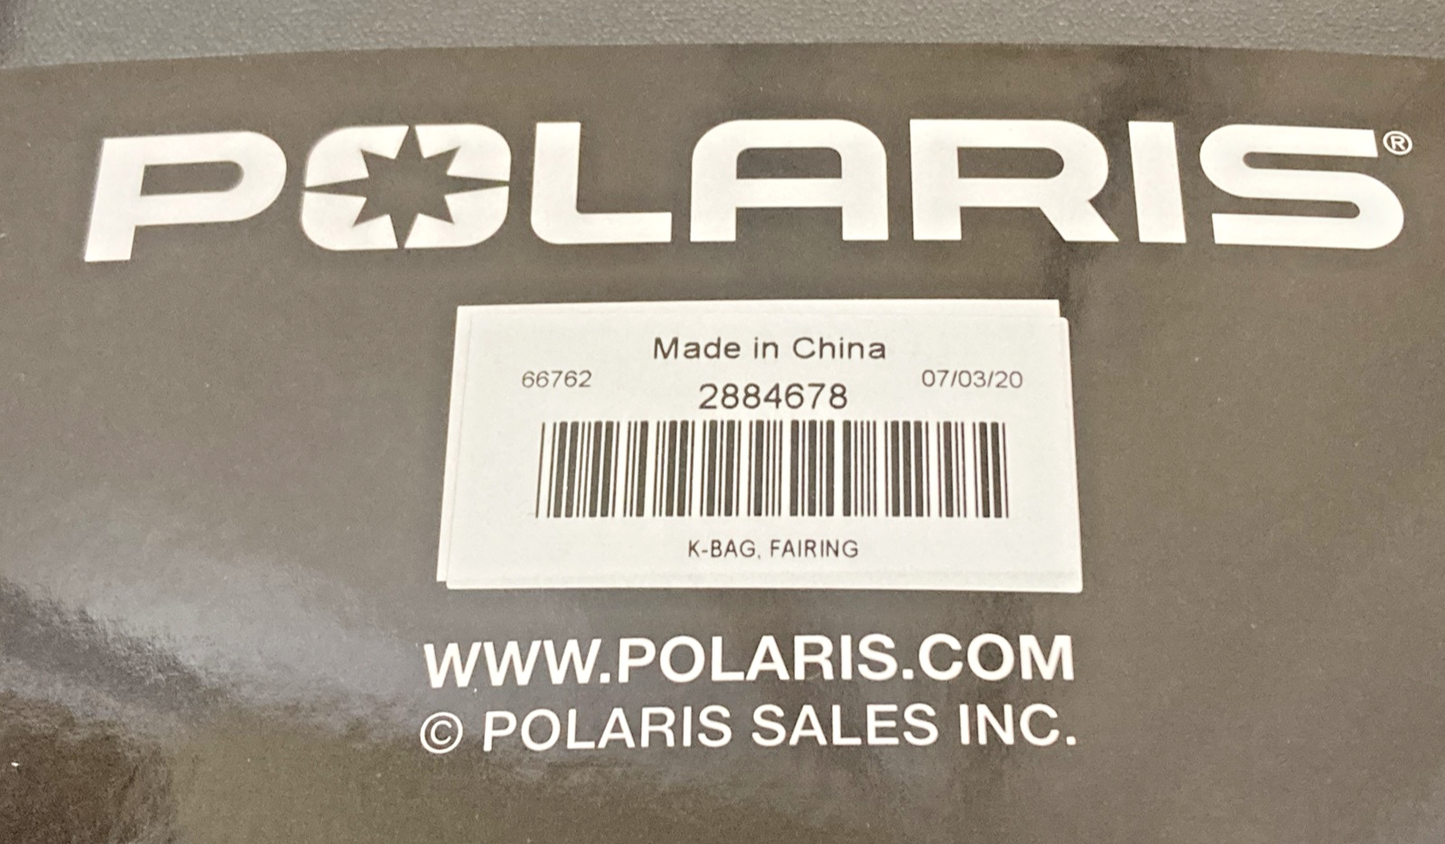 POLARIS®
Made in China
66762 2884678 07/03/20
K-BAG, FAIRING
WWW.POLARIS.COM
© POLARIS SALES INC.